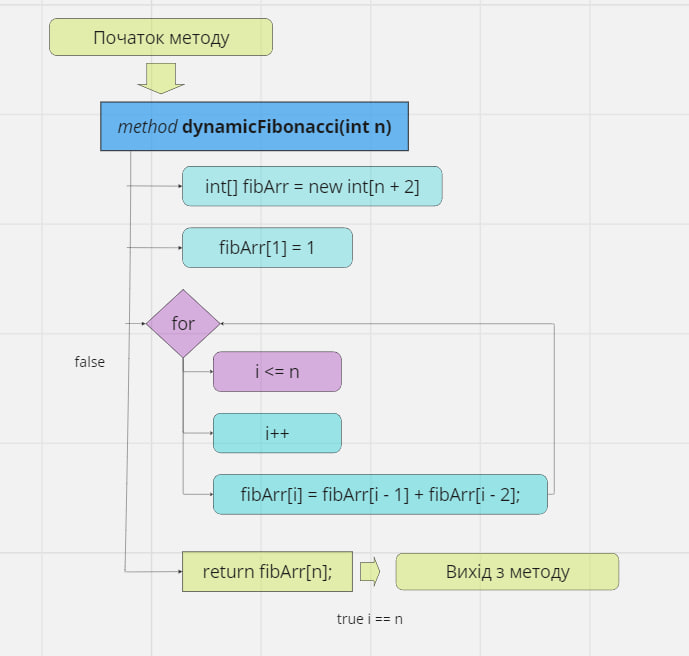 Початок методу
method dynamicFibonacci(int n)
int[] fibArr = new int[n + 2]
fibArr[1] = 1
for
false
i <= n
i++
fibArr[i] = fibArr[i - 1] + fibArr[i - 2];
return fibArr[n];
Вихід з методу
true i == n